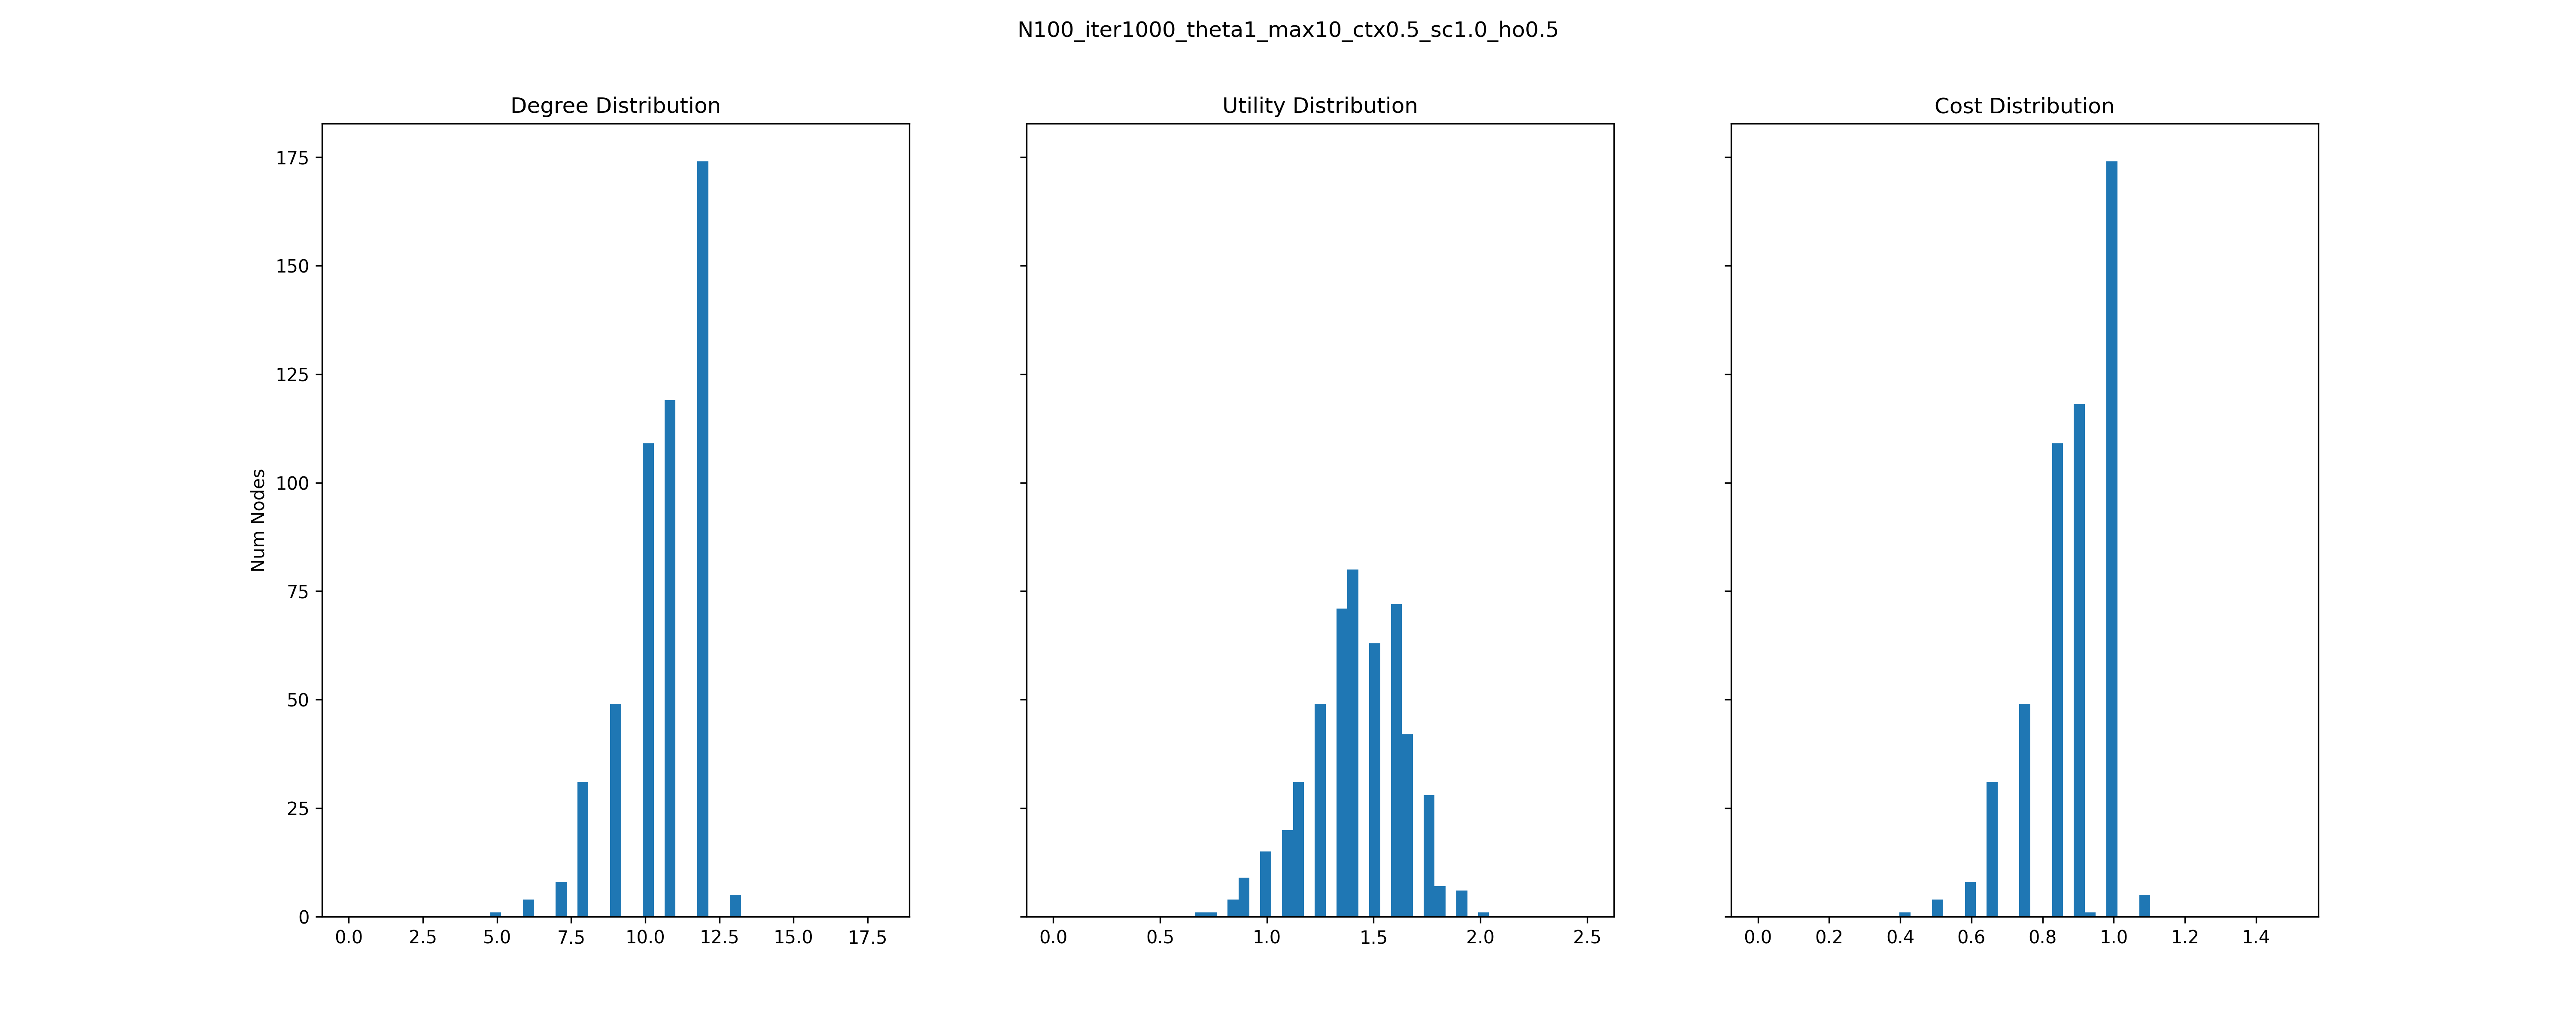 N100_iter1000_theta1_max10_ctx0.5_sc1.0_ho0.5
Degree Distribution
Num Nodes
175
150
125
100
75
50
25
0
0.0 2.5 5.0 7.5 10.0 12.5 15.0 17.5
Utility Distribution
0.0 0.5 1.0 1.5 2.0 2.5
Cost Distribution
0.0 0.2 0.4 0.6 0.8 1.0 1.2 1.4